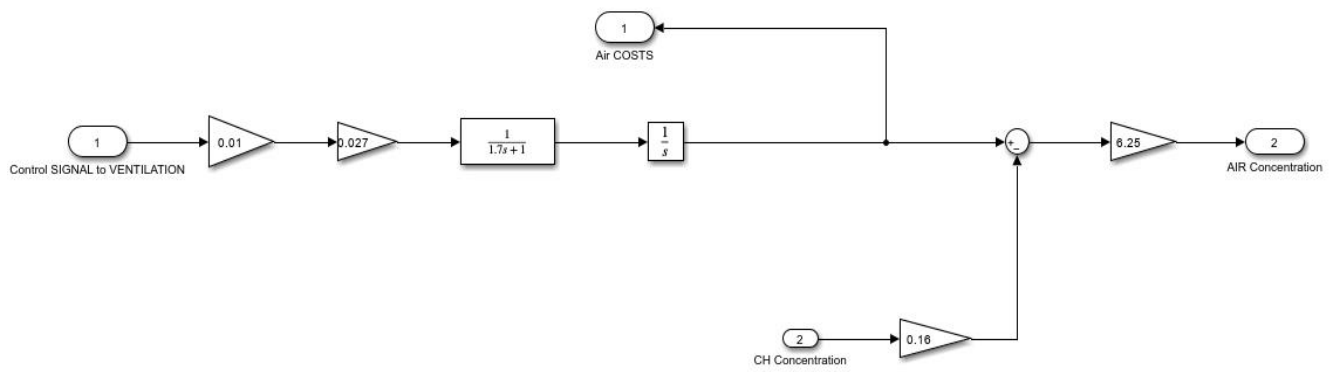 1
Air COSTS
1
Control SIGNAL to VENTILATION
0.01
0.027
1
1.7s + 1
1
s
+
_
6.25
2
AIR Concentration
2
CH Concentration
0.16